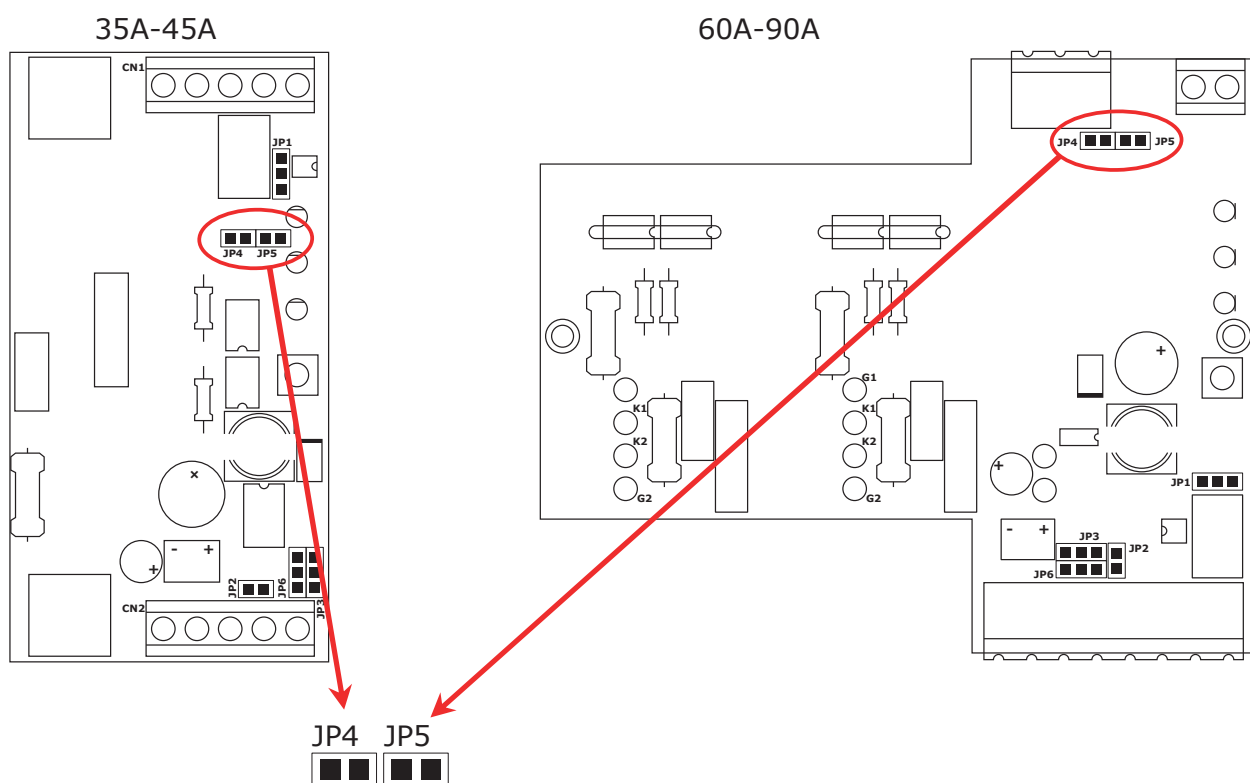 35A-45A
60A-90A
CN1
JP1
JP4 JP5
JP4 JP5
G1
K1 K1
K2 K2
G2 G2
+
+
×
- +
+
- +
JP1
JP3
JP2
JP6
JP2
JP6
JP3
CN2
JP4 JP5